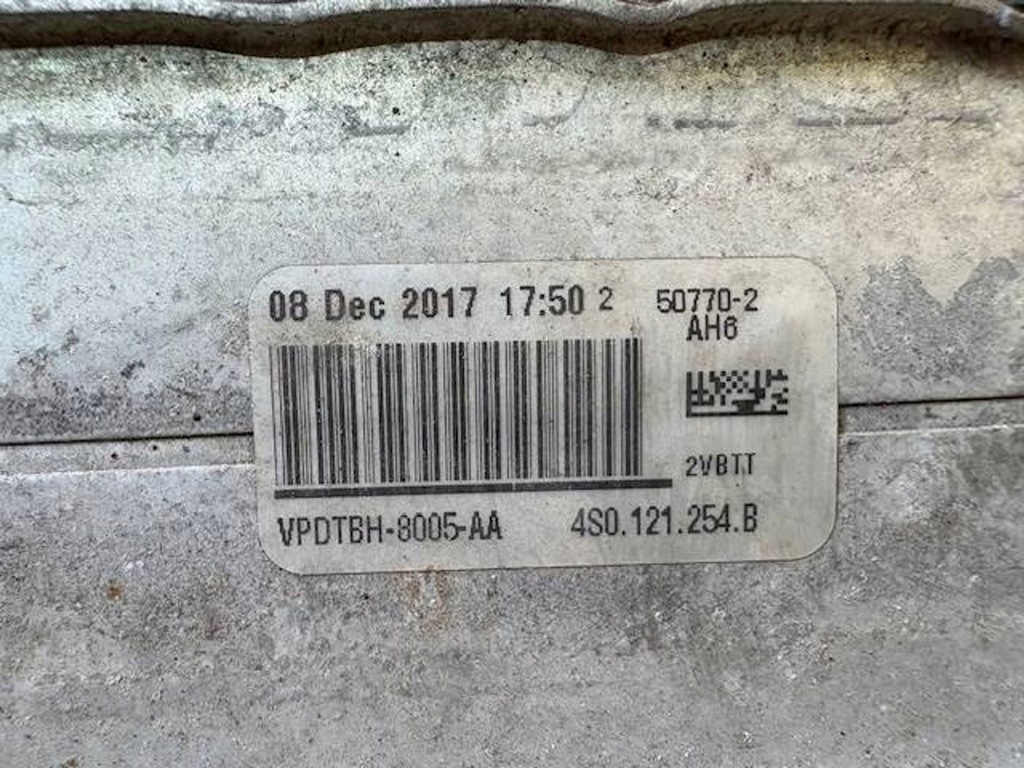 08 Dec 2017 17:50 2 50770-2
AH6
2VBTT
VPDTBH-8005-AA 4S0.121.254.B